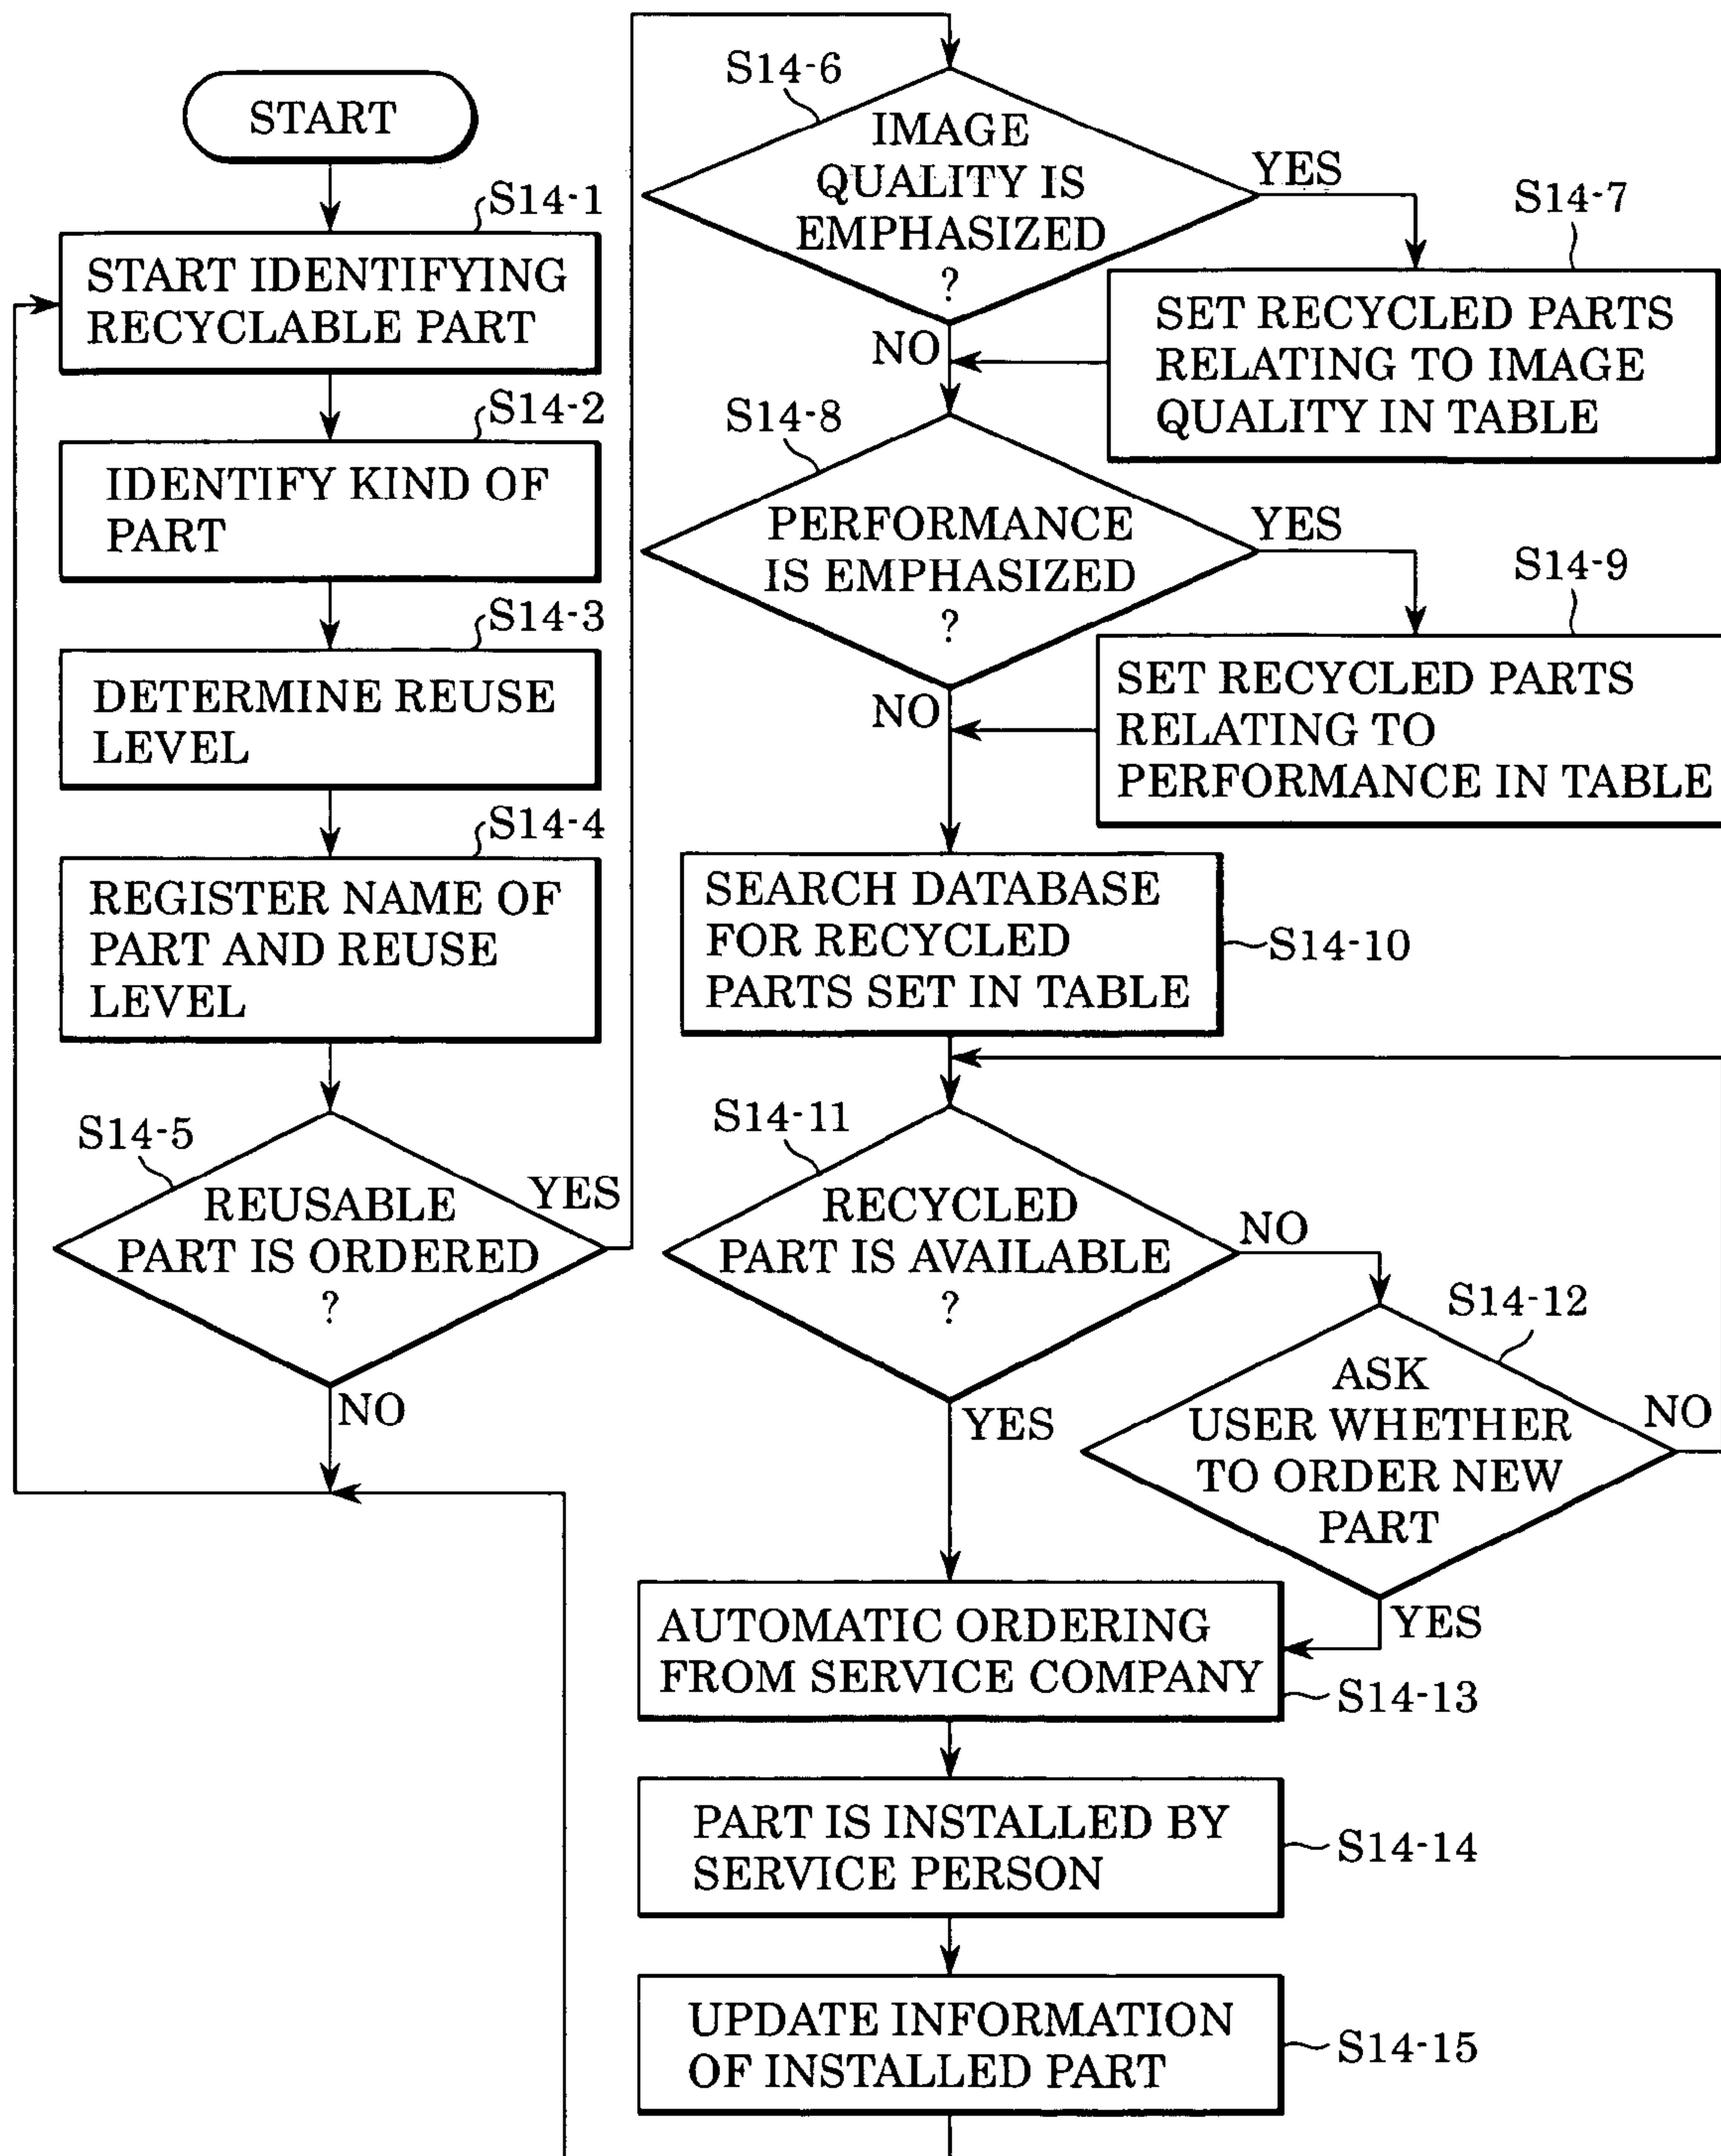 START
S14-1
START IDENTIFYING
RECYCLABLE PART
S14-2
IDENTIFY KIND OF
PART
S14-3
DETERMINE REUSE
LEVEL
S14-4
REGISTER NAME OF
PART AND REUSE
LEVEL
S14-5
REUSABLE
PART IS ORDERED
?
YES
NO
S14-6
IMAGE
QUALITY IS
EMPHASIZED
?
YES
NO
S14-7
SET RECYCLED PARTS
RELATING TO IMAGE
QUALITY IN TABLE
S14-8
PERFORMANCE
IS EMPHASIZED
?
YES
NO
S14-9
SET RECYCLED PARTS
RELATING TO
PERFORMANCE IN TABLE
SEARCH DATABASE
FOR RECYCLED
PARTS SET IN TABLE
S14-10
S14-11
RECYCLED
PART IS AVAILABLE
?
NO
YES
S14-12
ASK
USER WHETHER
TO ORDER NEW
PART
NO
YES
AUTOMATIC ORDERING
FROM SERVICE COMPANY
S14-13
PART IS INSTALLED BY
SERVICE PERSON
S14-14
UPDATE INFORMATION
OF INSTALLED PART
S14-15